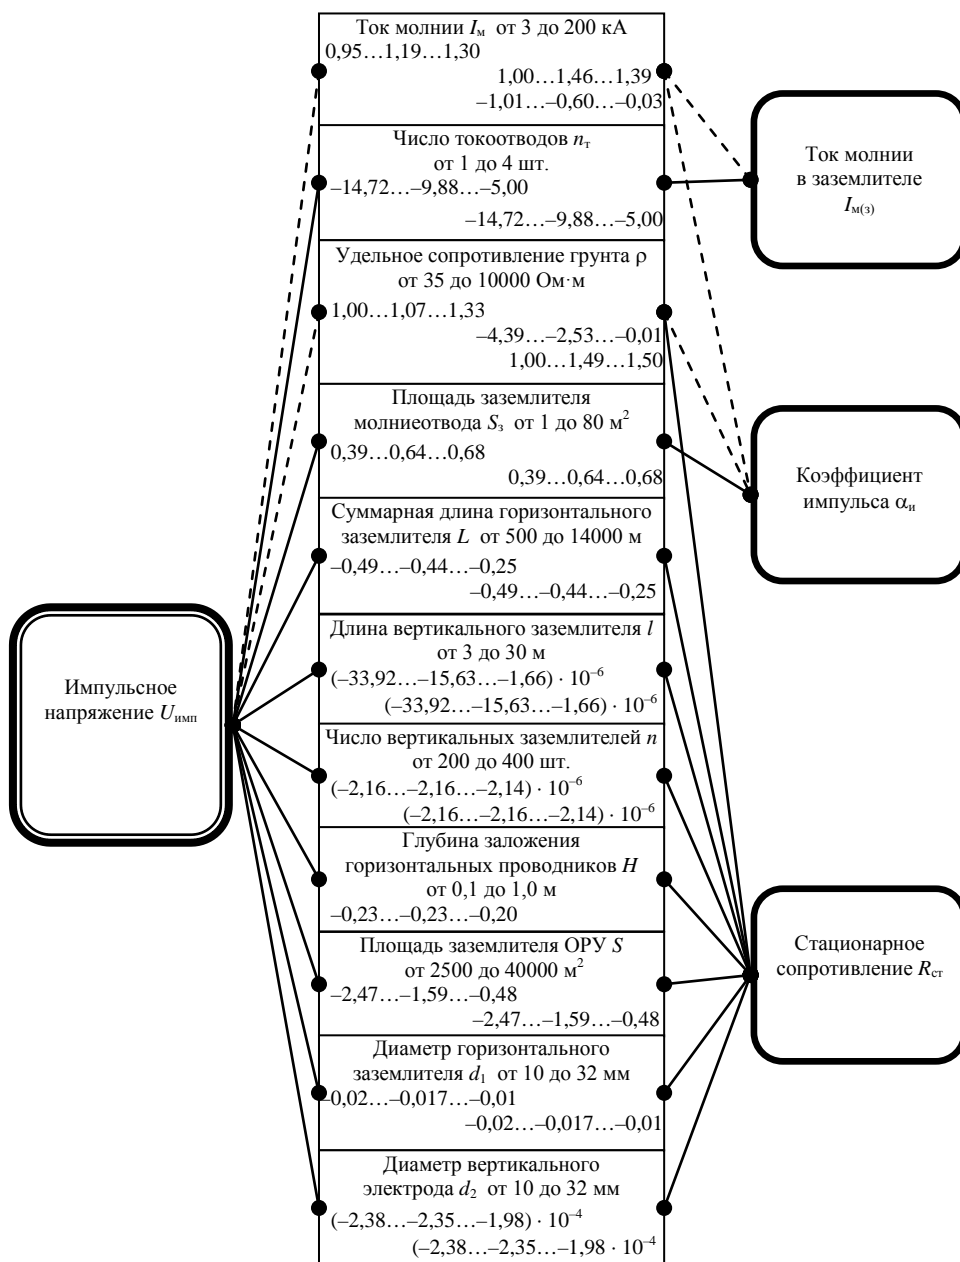 Ток молнии Iм от 3 до 200 кА
0,95…1,19…1,30
1,00…1,46…1,39
–1,01…–0,60…–0,03
Число токоотводов nт
от 1 до 4 шт.
–14,72…–9,88…–5,00
–14,72…–9,88…–5,00
Удельное сопротивление грунта ρ
от 35 до 10000 Ом·м
1,00…1,07…1,33
–4,39…–2,53…–0,01
1,00…1,49…1,50
Площадь заземлителя
молниеотвода Sз от 1 до 80 м²
0,39…0,64…0,68
0,39…0,64…0,68
Суммарная длина горизонтального
заземлителя L от 500 до 14000 м
–0,49…–0,44…–0,25
–0,49…–0,44…–0,25
Длина вертикального заземлителя l
от 3 до 30 м
(–33,92…–15,63…–1,66) · 10⁻⁶
(–33,92…–15,63…–1,66) · 10⁻⁶
Число вертикальных заземлителей n
от 200 до 400 шт.
(–2,16…–2,16…–2,14) · 10⁻⁶
(–2,16…–2,16…–2,14) · 10⁻⁶
Глубина заложения
горизонтальных проводников H
от 0,1 до 1,0 м
–0,23…–0,23…–0,20
Площадь заземлителя ОРУ S
от 2500 до 40000 м²
–2,47…–1,59…–0,48
–2,47…–1,59…–0,48
Диаметр горизонтального
заземлителя d₁ от 10 до 32 мм
–0,02…–0,017…–0,01
–0,02…–0,017…–0,01
Диаметр вертикального
электрода d₂ от 10 до 32 мм
(–2,38…–2,35…–1,98) · 10⁻⁴
(–2,38…–2,35…–1,98 · 10⁻⁴
Импульсное
напряжение Uимп
Ток молнии
в заземлителе
Iм(з)
Коэффициент
импульса αи
Стационарное
сопротивление Rст